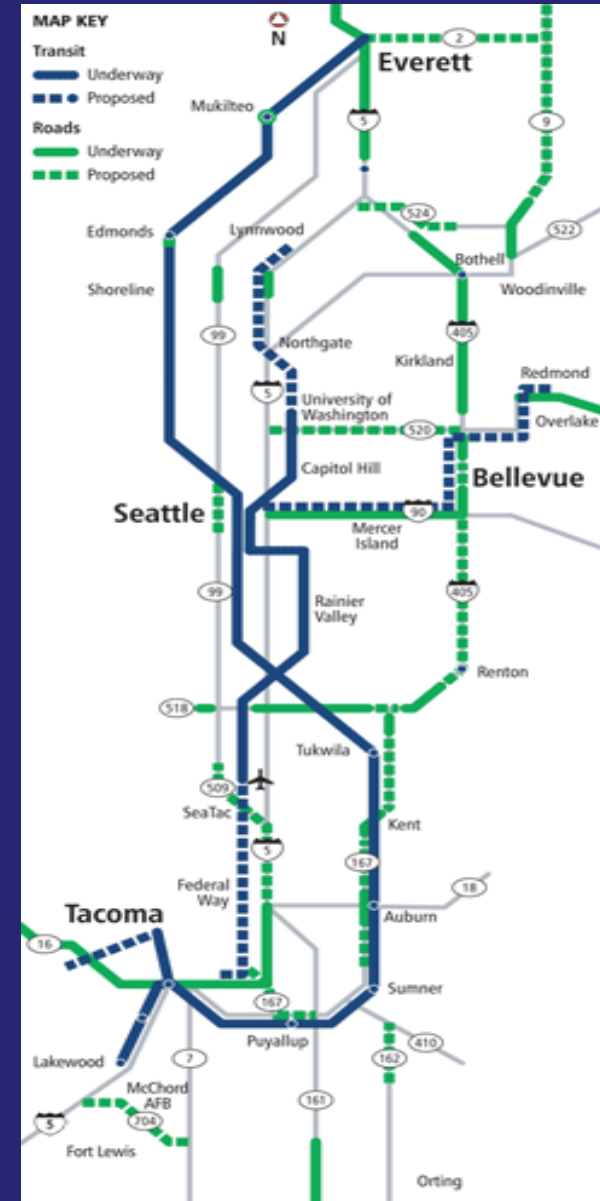 MAP KEY
Transit
Underway
Proposed
Roads
Underway
Proposed
N
2
Everett
Mukilteo
5
9
524
Edmonds
Lynnwood
522
Bothell
Shoreline
Woodinville
99
405
Northgate
Kirkland
Redmond
5
University of
Washington
Overlake
520
Capitol Hill
Bellevue
Seattle
90
Mercer
Island
99
405
Rainier
Valley
Renton
518
Tukwila
509
SeaTac
Kent
5
167
Federal
Way
18
Tacoma
Auburn
16
Sumner
167
Puyallup
410
Lakewood
7
162
McChord
AFB
161
5
704
Fort Lewis
Orting